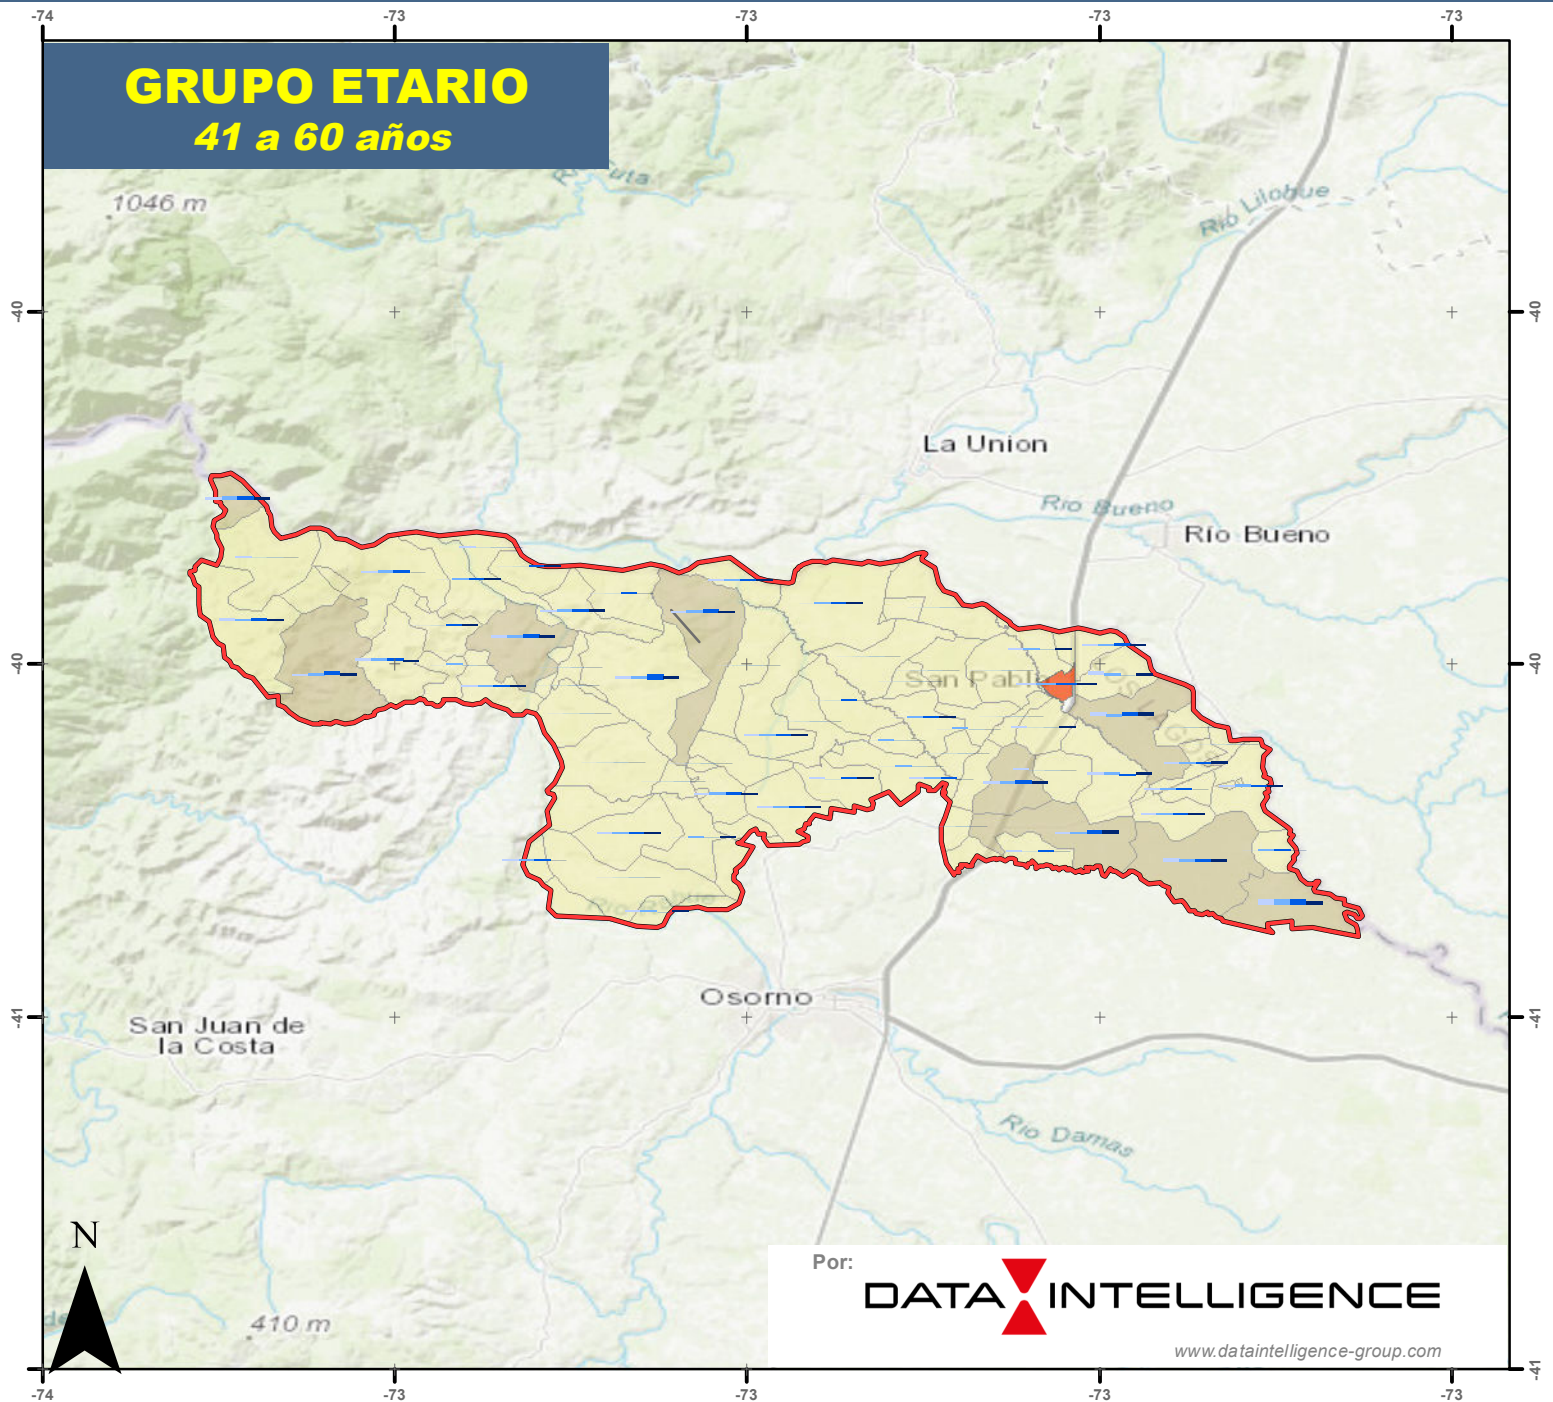 -74
-73
-73
-73
-73
GRUPO ETARIO
41 a 60 años
1046 m
Río Lilobue
-40
-40
La Union
Rio Bueno
Río Bueno
-40
-40
San Pablo
LAGOS
Osorno
-41
-41
San Juan de
la Costa
Rio Damas
N
410 m
Por:
DATA INTELLIGENCE
www.dataintelligence-group.com
-41
-74
-73
-73
-73
-73